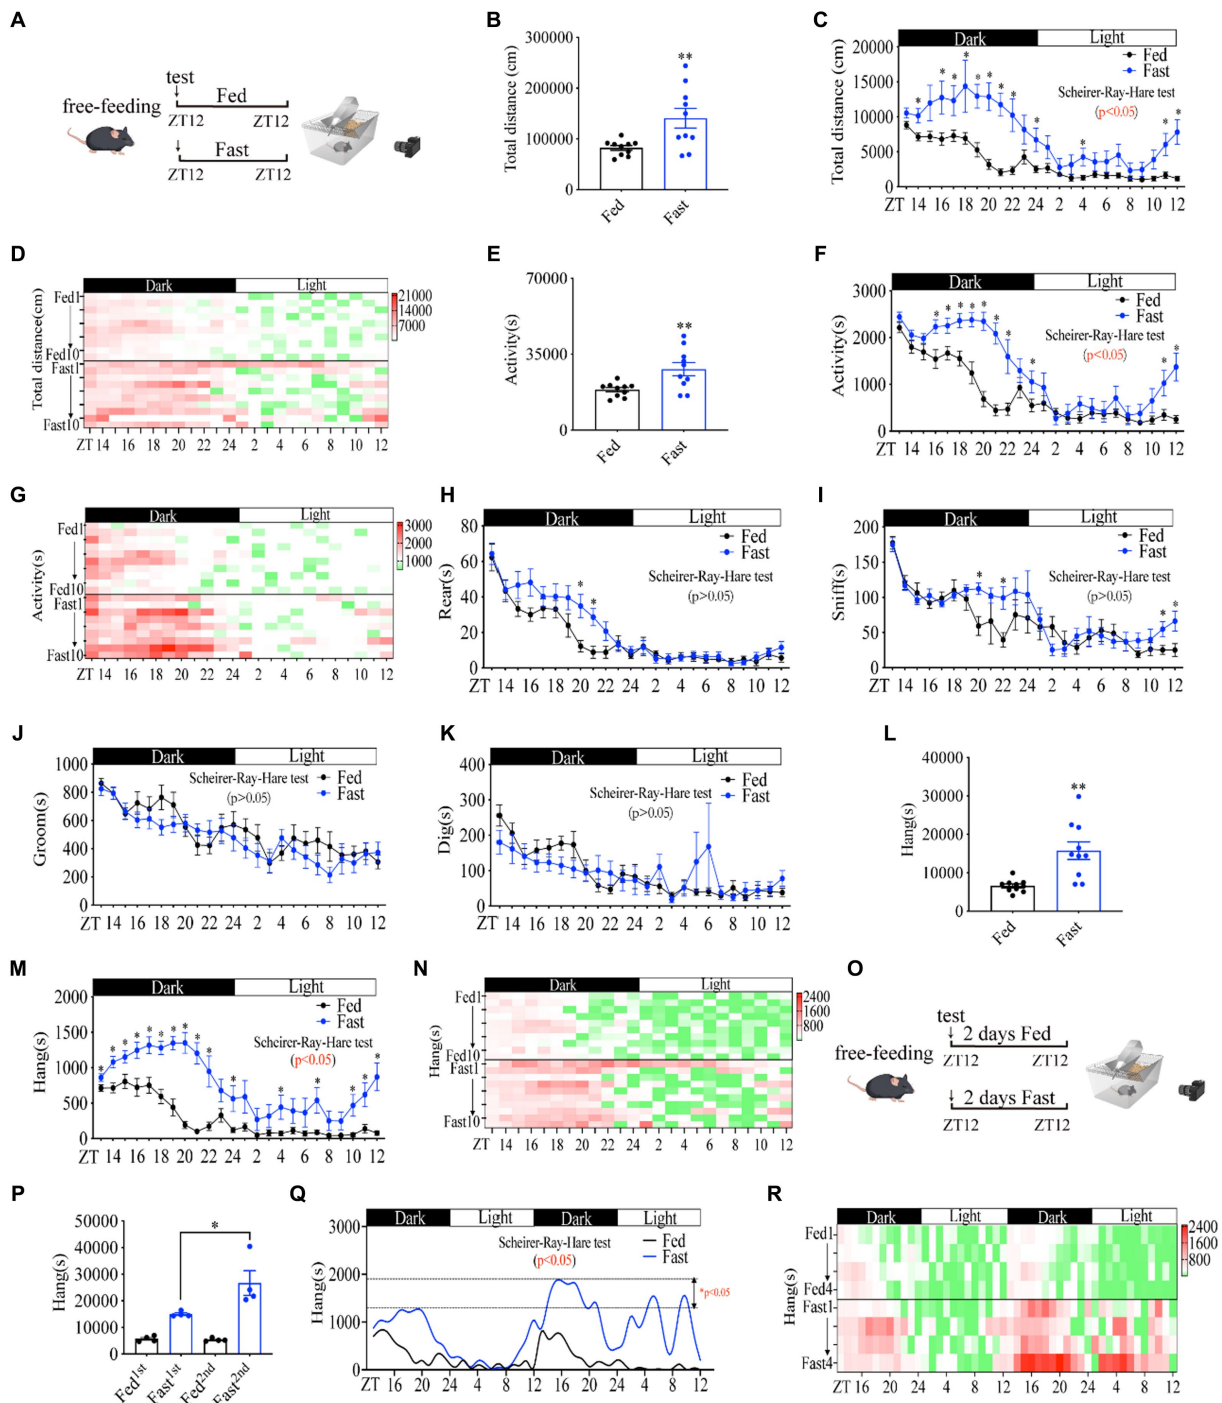 A
test
free-feeding
Fed
ZT12 ZT12
Fast
ZT12 ZT12
B
Total distance (cm)
300000
200000
100000
0
**
Fed Fast
C
Dark Light
Total distance (cm)
20000
15000
10000
5000
0
Fed
Fast
Scheirer-Ray-Hare test
(p<0.05)
* * * * * * * * * * * *
ZT 14 16 18 20 22 24 2 4 6 8 10 12
D
Dark Light
Total distance(cm)
Fed1
Fed10
Fast1
Fast10
21000
14000
7000
ZT 14 16 18 20 22 24 2 4 6 8 10 12
E
Activity(s)
70000
35000
0
**
Fed Fast
F
Dark Light
Activity(s)
3000
2000
1000
0
Fed
Fast
Scheirer-Ray-Hare test
(p<0.05)
* * * * * * * * * *
ZT 14 16 18 20 22 24 2 4 6 8 10 12
G
Dark Light
Activity(s)
Fed1
Fed10
Fast1
Fast10
3000
2000
1000
ZT 14 16 18 20 22 24 2 4 6 8 10 12
H
Dark Light
Rear(s)
80
60
40
20
0
Fed
Fast
Scheirer-Ray-Hare test
(p>0.05)
* *
ZT 14 16 18 20 22 24 2 4 6 8 10 12
I
Dark Light
Sniff(s)
200
150
100
50
0
Fed
Fast
Scheirer-Ray-Hare test
(p>0.05)
* * * *
ZT 14 16 18 20 22 24 2 4 6 8 10 12
J
Dark Light
Groom(s)
1000
800
600
400
200
0
Scheirer-Ray-Hare test
(p>0.05)
Fed
Fast
ZT 14 16 18 20 22 24 2 4 6 8 10 12
K
Dark Light
Dig(s)
400
300
200
100
0
Scheirer-Ray-Hare test
(p>0.05)
Fed
Fast
ZT 14 16 18 20 22 24 2 4 6 8 10 12
L
Hang(s)
40000
30000
20000
10000
0
**
Fed Fast
M
Dark Light
Hang(s)
2000
1500
1000
500
0
Fed
Fast
Scheirer-Ray-Hare test
(p<0.05)
* * * * * * * * * * * * * * * *
ZT 14 16 18 20 22 24 2 4 6 8 10 12
N
Dark Light
Hang(s)
Fed1
Fed10
Fast1
Fast10
2400
1600
800
ZT 14 16 18 20 22 24 2 4 6 8 10 12
O
test
free-feeding
2 days Fed
ZT12 ZT12
2 days Fast
ZT12 ZT12
P
Hang(s)
50000
40000
30000
20000
10000
0
*
Fed1st Fast1st Fed2nd Fast2nd
Q
Dark Light Dark Light
Hang(s)
3000
2000
1000
0
Scheirer-Ray-Hare test
(p<0.05)
Fed
Fast
*p<0.05
ZT 16 20 24 4 8 12 16 20 24 4 8 12
R
Dark Light Dark Light
Hang(s)
Fed1
Fed4
Fast1
Fast4
2400
1600
800
ZT 16 20 24 4 8 12 16 20 24 4 8 12